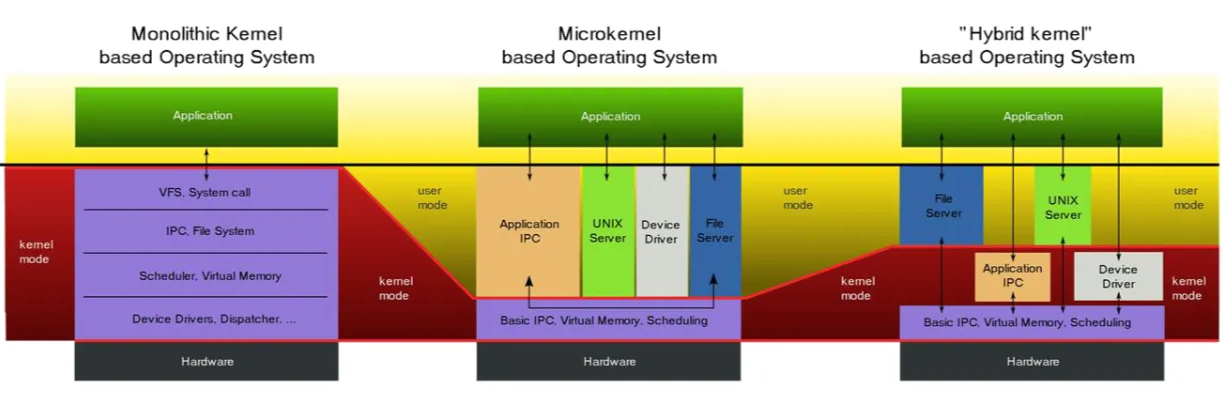 Monolithic Kernel
based Operating System
Application
VFS, System call
IPC, File System
Scheduler, Virtual Memory
Device Drivers, Dispatcher, ...
Hardware
kernel
mode
Microkernel
based Operating System
Application
user
mode
kernel
mode
Application
IPC
UNIX
Server
Device
Driver
File
Server
Basic IPC, Virtual Memory, Scheduling
Hardware
user
mode
kernel
mode
"Hybrid kernel"
based Operating System
Application
File
Server
UNIX
Server
user
mode
Application
IPC
Device
Driver
kernel
mode
Basic IPC, Virtual Memory, Scheduling
Hardware